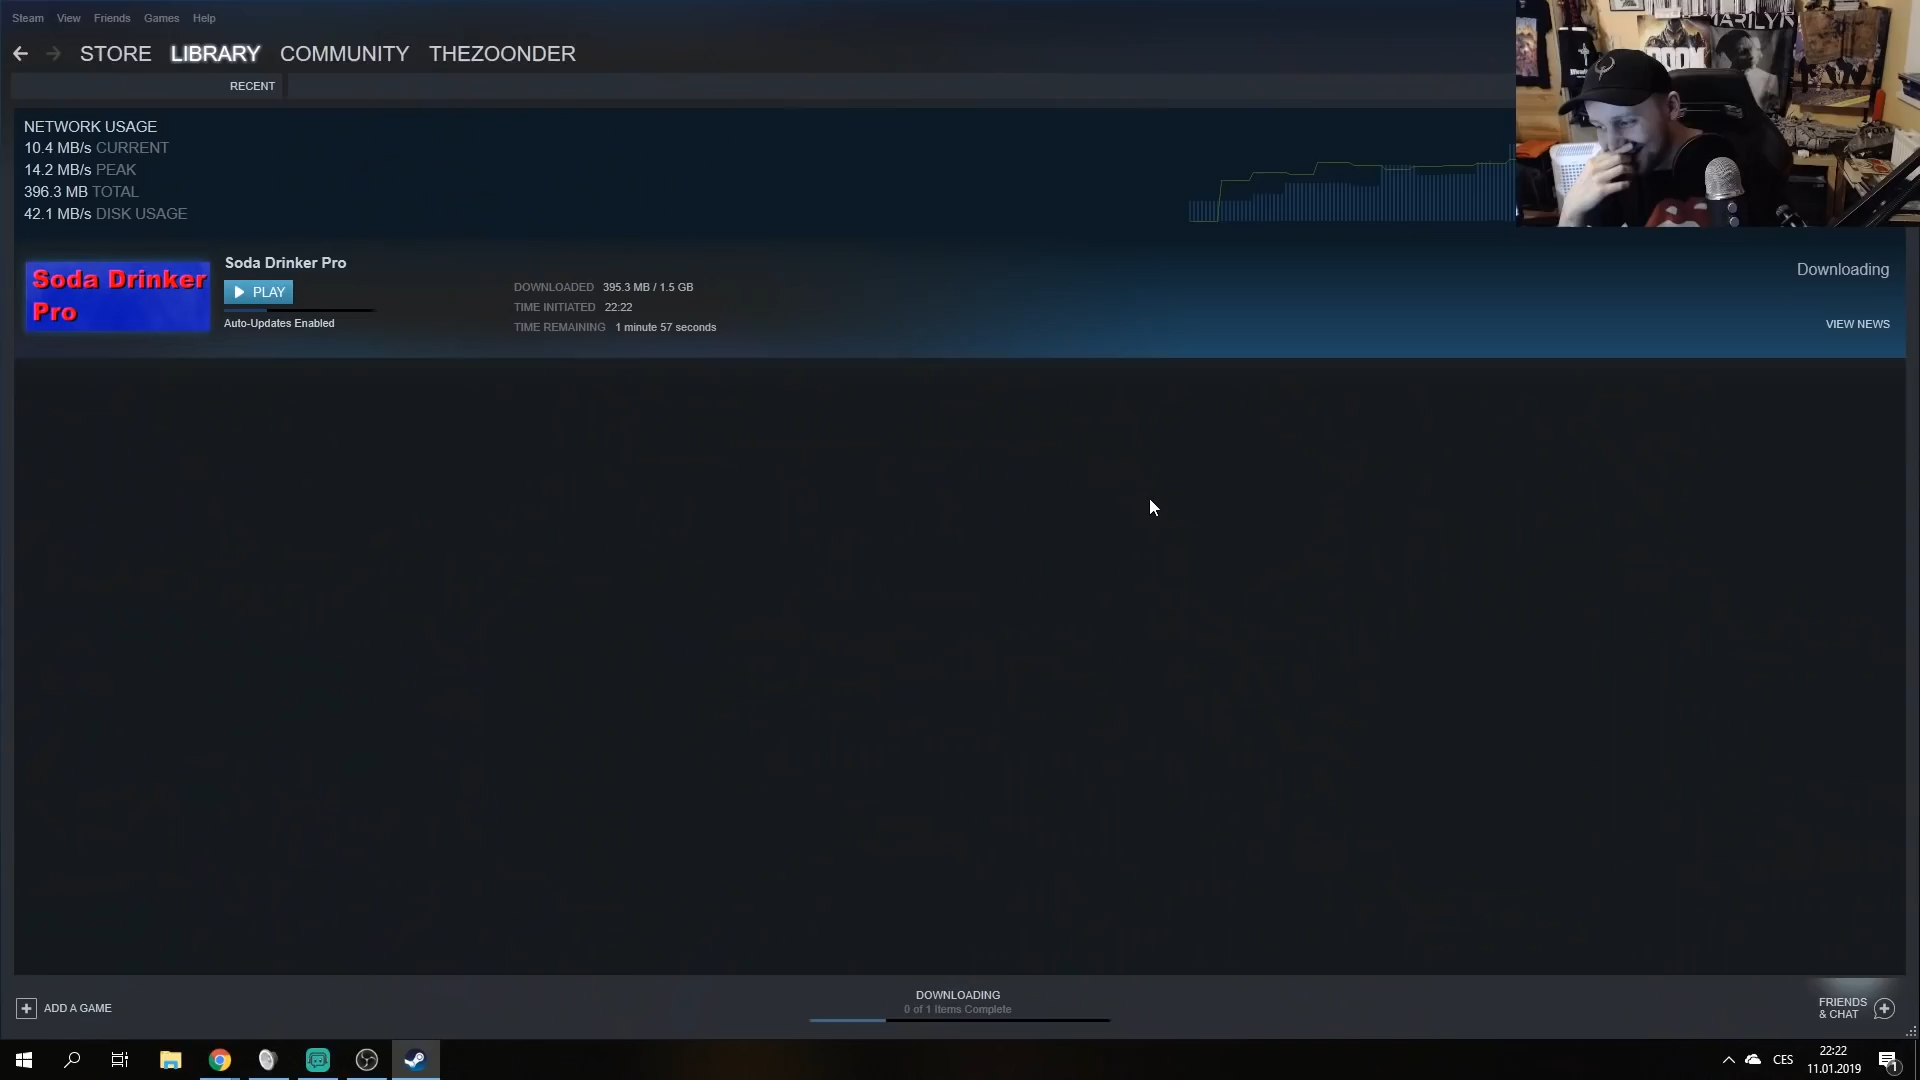 Steam View Friends Games Help
STORE LIBRARY COMMUNITY THEZOONDER
RECENT
NETWORK USAGE
10.4 MB/s CURRENT
14.2 MB/s PEAK
396.3 MB TOTAL
42.1 MB/s DISK USAGE
MARILYN
DOOM
Soda Drinker Pro
Soda Drinker Pro
PLAY
Auto-Updates Enabled
DOWNLOADED 395.3 MB / 1.5 GB
TIME INITIATED 22:22
TIME REMAINING 1 minute 57 seconds
Downloading
VIEW NEWS
ADD A GAME
DOWNLOADING
0 of 1 Items Complete
FRIENDS
& CHAT
CES
22:22
11.01.2019
1